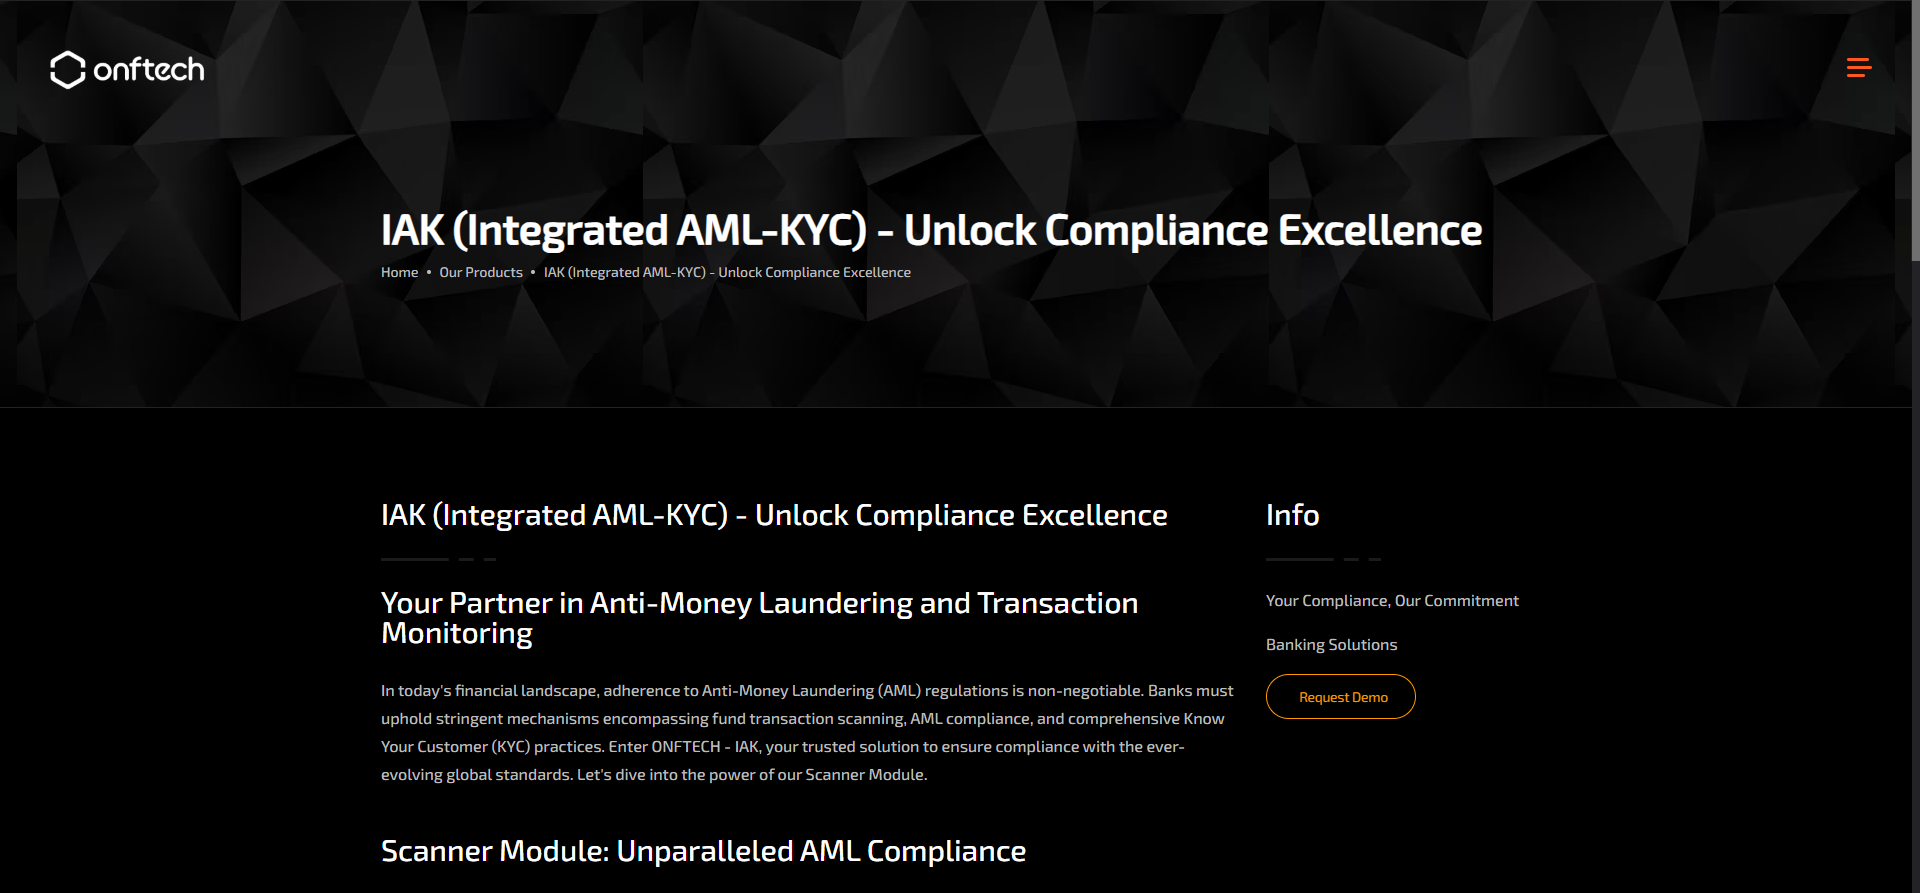 onftech
IAK (Integrated AML-KYC) - Unlock Compliance Excellence
Home • Our Products • IAK (Integrated AML-KYC) - Unlock Compliance Excellence
IAK (Integrated AML-KYC) - Unlock Compliance Excellence
Your Partner in Anti-Money Laundering and Transaction
Monitoring
In today's financial landscape, adherence to Anti-Money Laundering (AML) regulations is non-negotiable. Banks must
uphold stringent mechanisms encompassing fund transaction scanning, AML compliance, and comprehensive Know
Your Customer (KYC) practices. Enter ONFTECH - IAK, your trusted solution to ensure compliance with the ever-
evolving global standards. Let's dive into the power of our Scanner Module.
Scanner Module: Unparalleled AML Compliance
Info
Your Compliance, Our Commitment
Banking Solutions
Request Demo